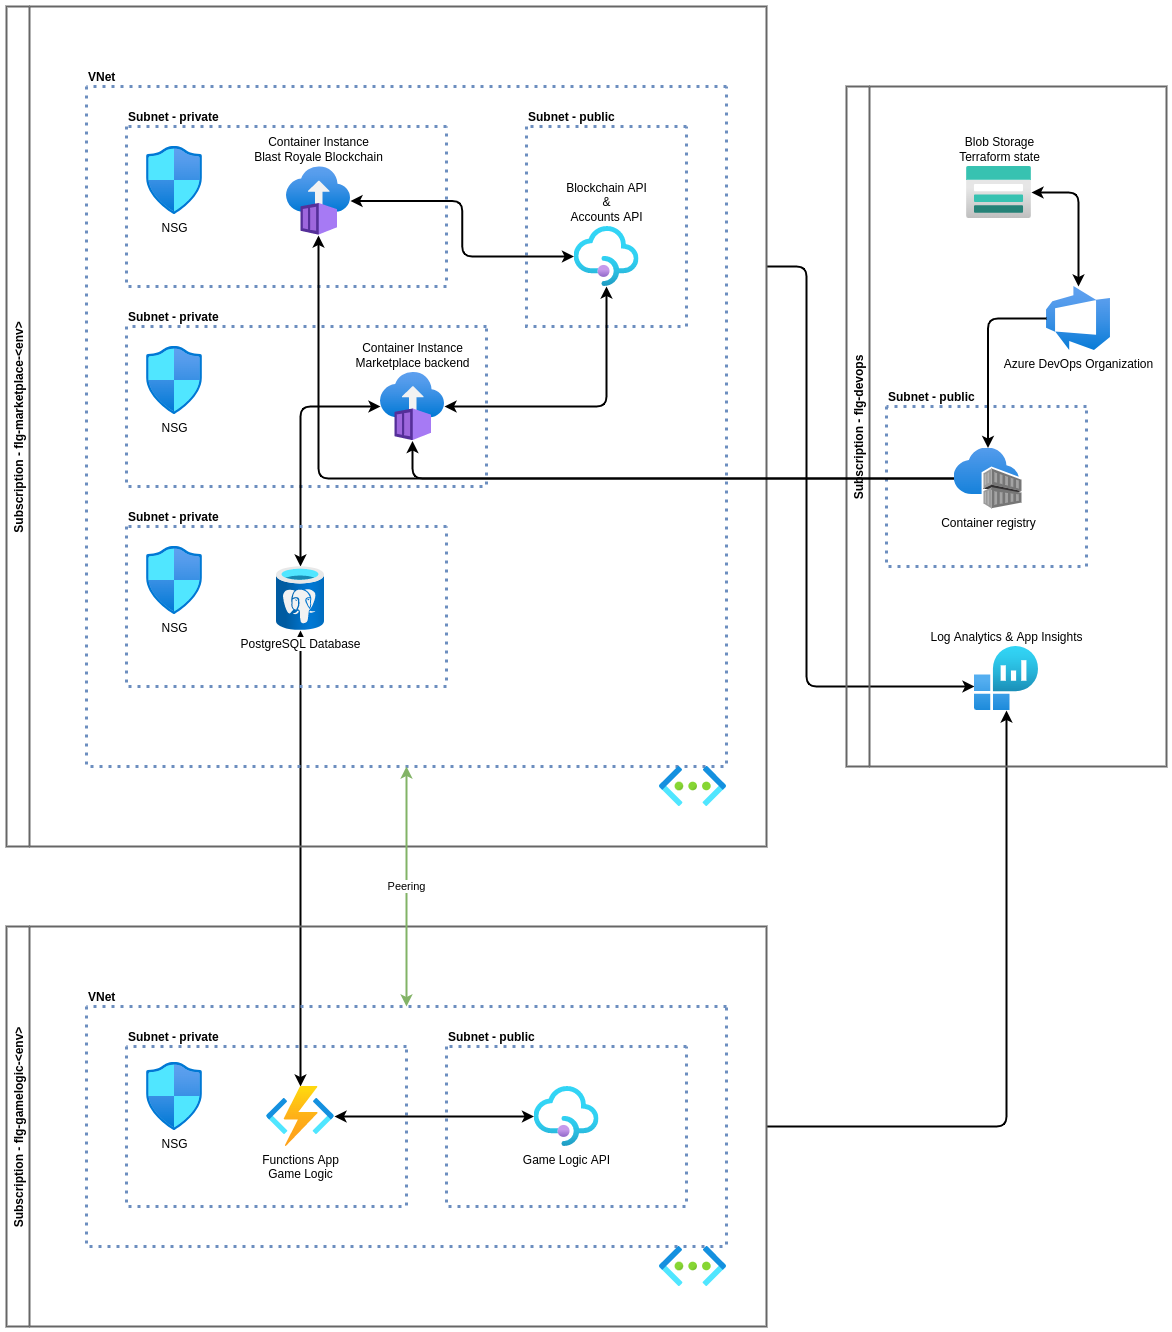 Subscription - flg-marketplace-<env>
VNet
Subnet - private
NSG
Container Instance
Blast Royale Blockchain
Subnet - public
Blockchain API
&
Accounts API
Subnet - private
NSG
Container Instance
Marketplace backend
Subnet - private
NSG
PostgreSQL Database
Subscription - flg-devops
Blob Storage
Terraform state
Azure DevOps Organization
Subnet - public
Container registry
Log Analytics & App Insights
Peering
Subscription - flg-gamelogic-<env>
VNet
Subnet - private
NSG
Functions App
Game Logic
Subnet - public
Game Logic API